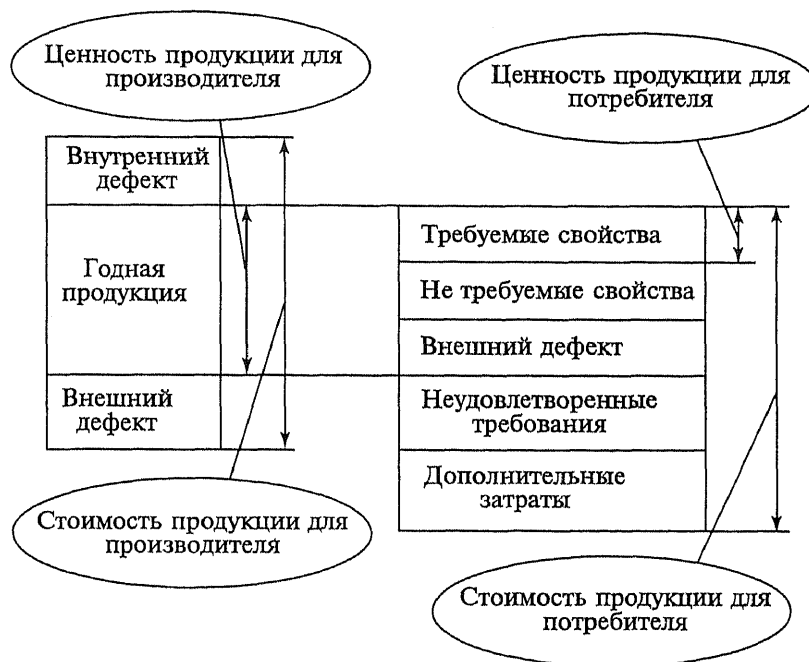 Ценность продукции для
производителя
Ценность продукции для
потребителя
Внутренний
дефект
Годная
продукция
Внешний
дефект
Требуемые свойства
Не требуемые свойства
Внешний дефект
Неудовлетворенные
требования
Дополнительные
затраты
Стоимость продукции для
производителя
Стоимость продукции для
потребителя